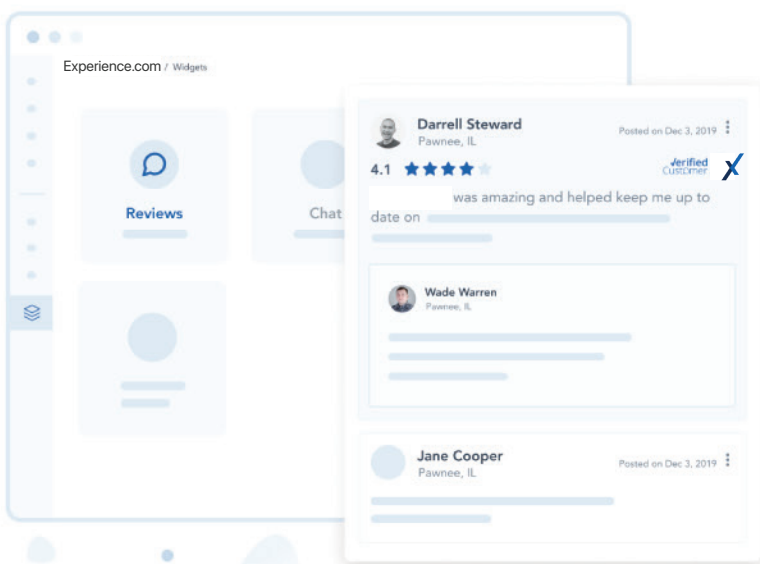 Experience.com / Widgets
Reviews
Chat
Darrell Steward
Pawnee, IL
Posted on Dec 3, 2019
4.1
Verified
Customer
X
was amazing and helped keep me up to
date on
Wade Warren
Pawnee, IL
Jane Cooper
Pawnee, IL
Posted on Dec 3, 2019